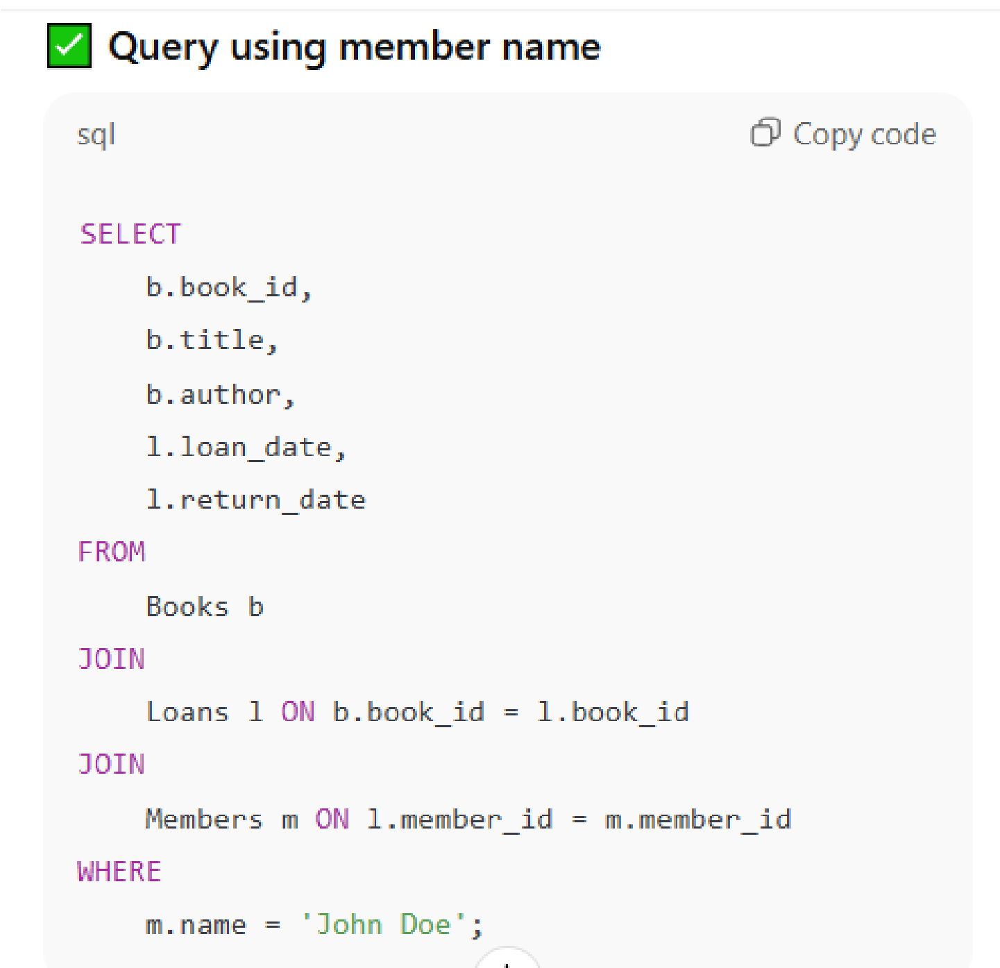 ✅ Query using member name
sql
Copy code
SELECT
    b.book_id,
    b.title,
    b.author,
    l.loan_date,
    l.return_date
FROM
    Books b
JOIN
    Loans l ON b.book_id = l.book_id
JOIN
    Members m ON l.member_id = m.member_id
WHERE
    m.name = 'John Doe';